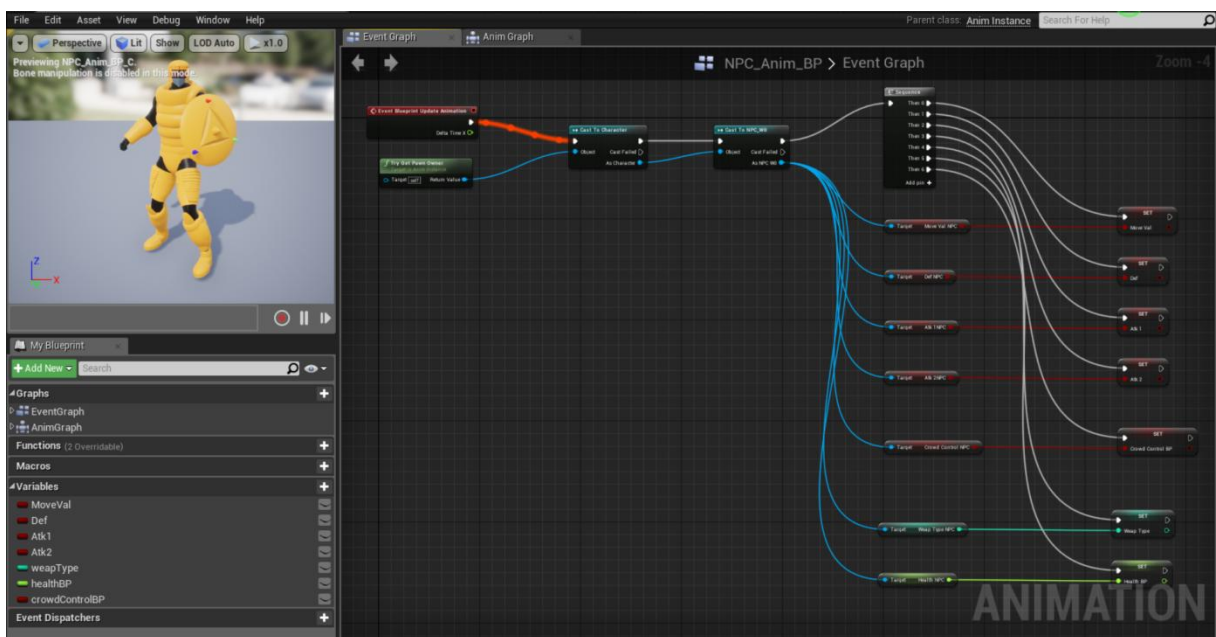 File Edit Asset View Debug Window Help
Parent class: Anim Instance Search For Help
Perspective Lit Show LOD Auto x1.0
Previewing NPC_Anim_BP_C.
Bone manipulation is disabled in this mode
Z
X
My Blueprint
Add New Search
Graphs
EventGraph
AnimGraph
Functions (2 Overridable)
Macros
Variables
MoveVal
Def
Atk1
Atk2
weapType
healthBP
crowdControlBP
Event Dispatchers
Event Graph Anim Graph
NPC_Anim_BP > Event Graph
Zoom -4
Event Blueprint Update Animation
Delta Time X
Try Get Pawn Owner
Target self Return Value
Cast To Character
Object Cast Failed
As Character
Cast To NPC_W0
Object Cast Failed
As NPC W0
Sequence
Then 0
Then 1
Then 2
Then 3
Then 4
Then 5
Then 6
Add pin +
Target Move Val NPC
SET
Move Val
Target Def NPC
SET
Def
Target Atk 1NPC
SET
Atk 1
Target Atk 2NPC
SET
Atk 2
Target Crowd Control NPC
SET
Crowd Control BP
Target Weap Type NPC
SET
Weap Type
Target Health NPC
SET
Health BP
ANIMATION